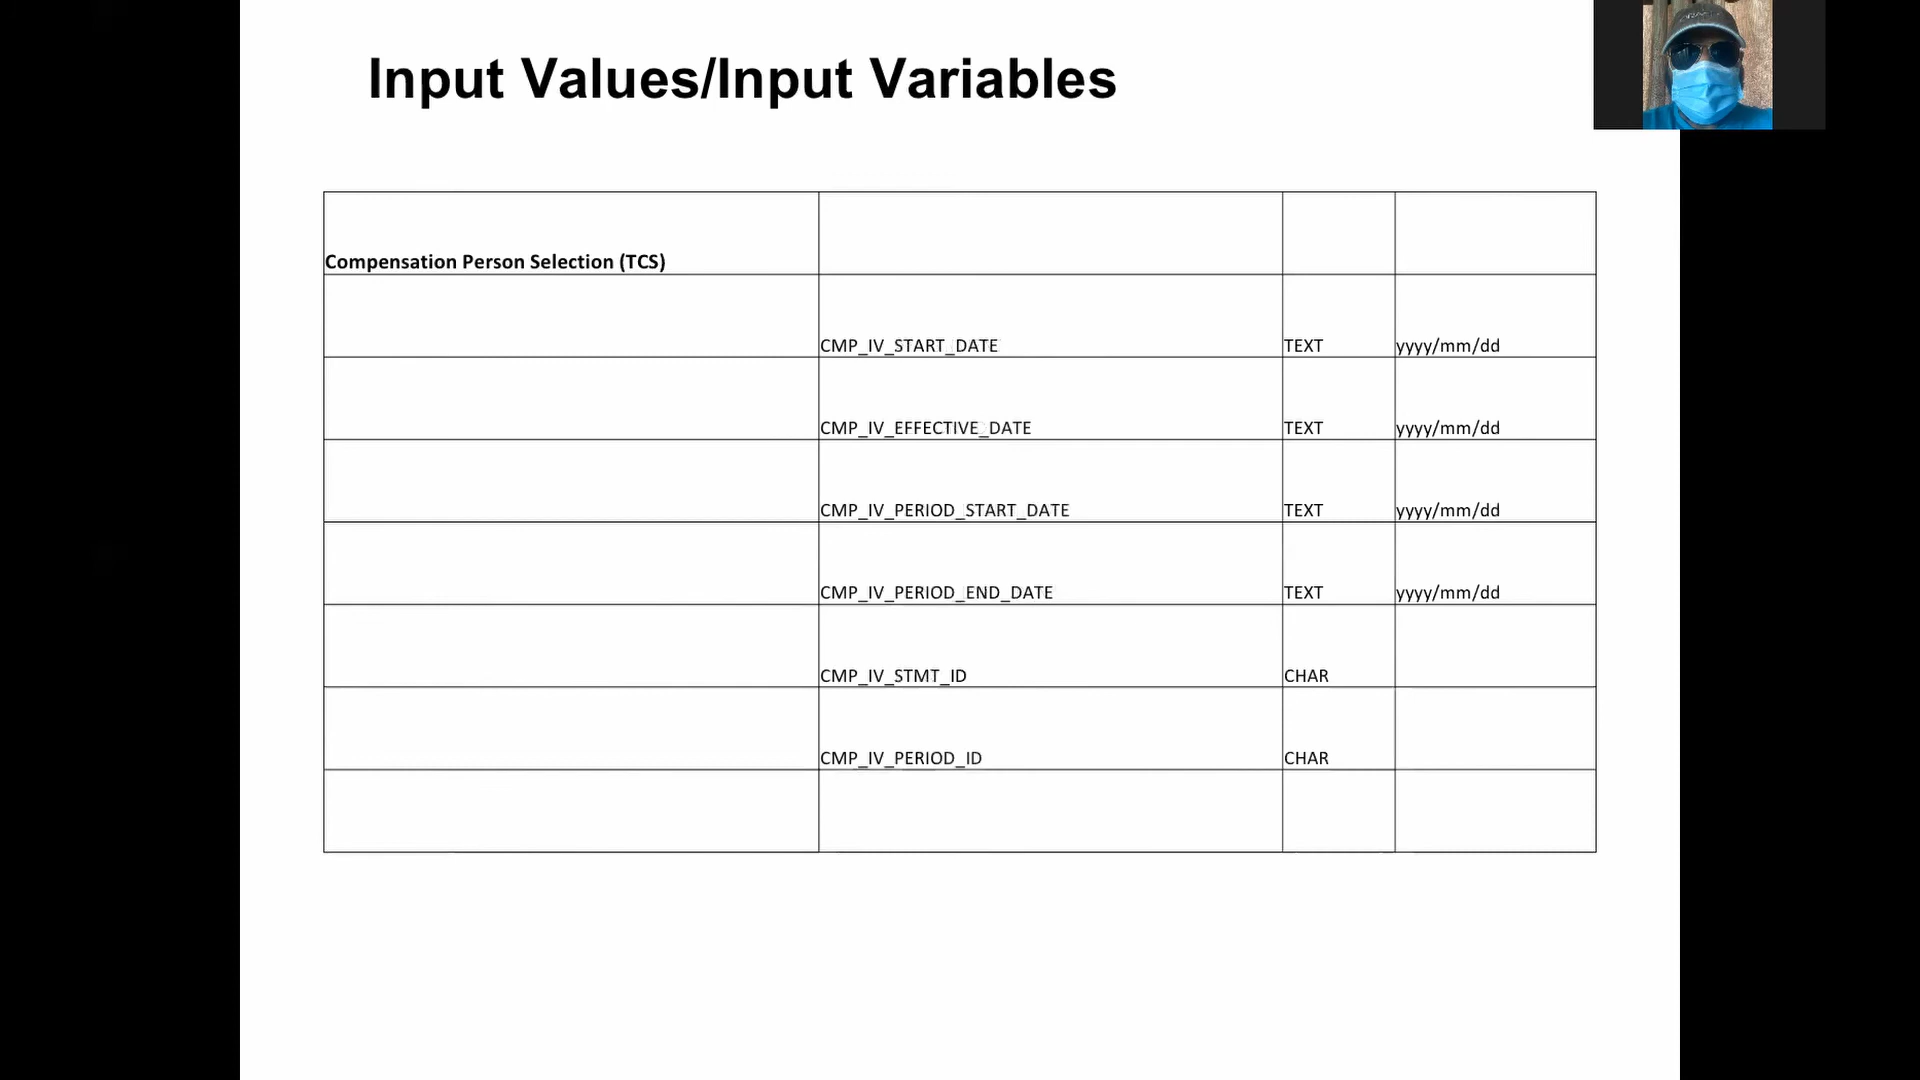 Input Values/Input Variables
Compensation Person Selection (TCS)
CMP_IV_START_DATE TEXT yyyy/mm/dd
CMP_IV_EFFECTIVE_DATE TEXT yyyy/mm/dd
CMP_IV_PERIOD_START_DATE TEXT yyyy/mm/dd
CMP_IV_PERIOD_END_DATE TEXT yyyy/mm/dd
CMP_IV_STMT_ID CHAR
CMP_IV_PERIOD_ID CHAR